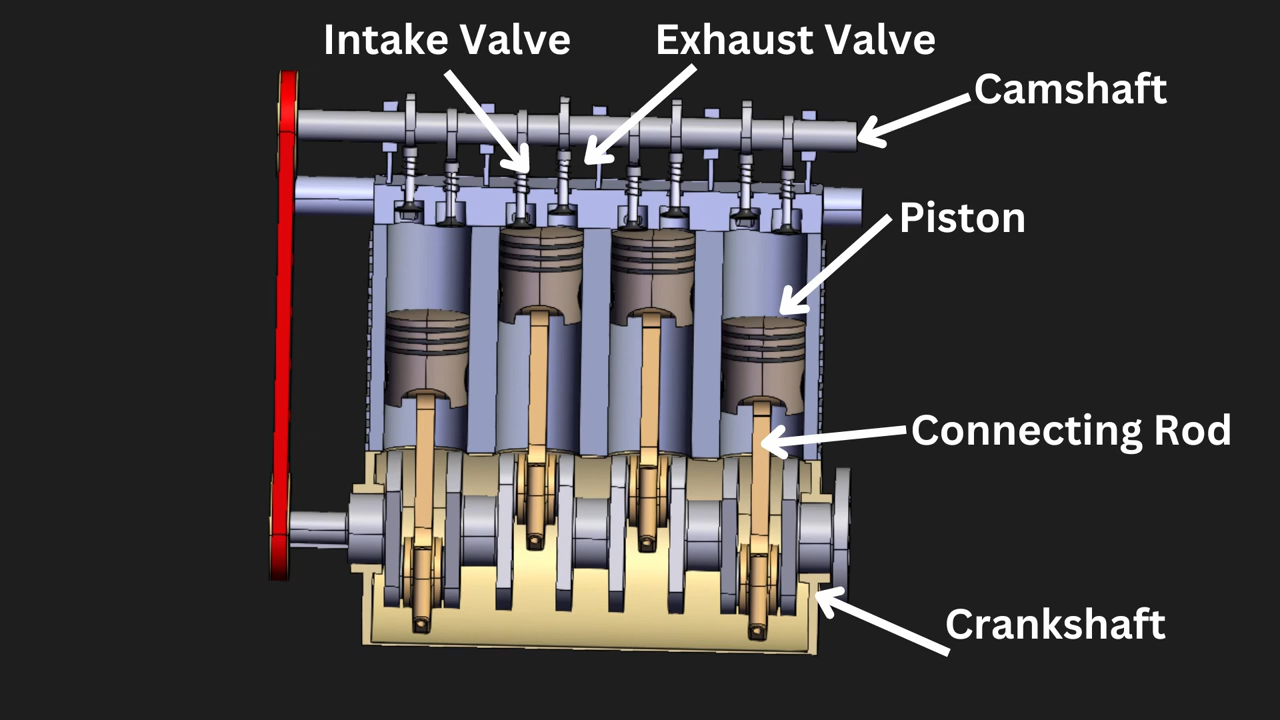 Intake Valve
Exhaust Valve
Camshaft
Piston
Connecting Rod
Crankshaft